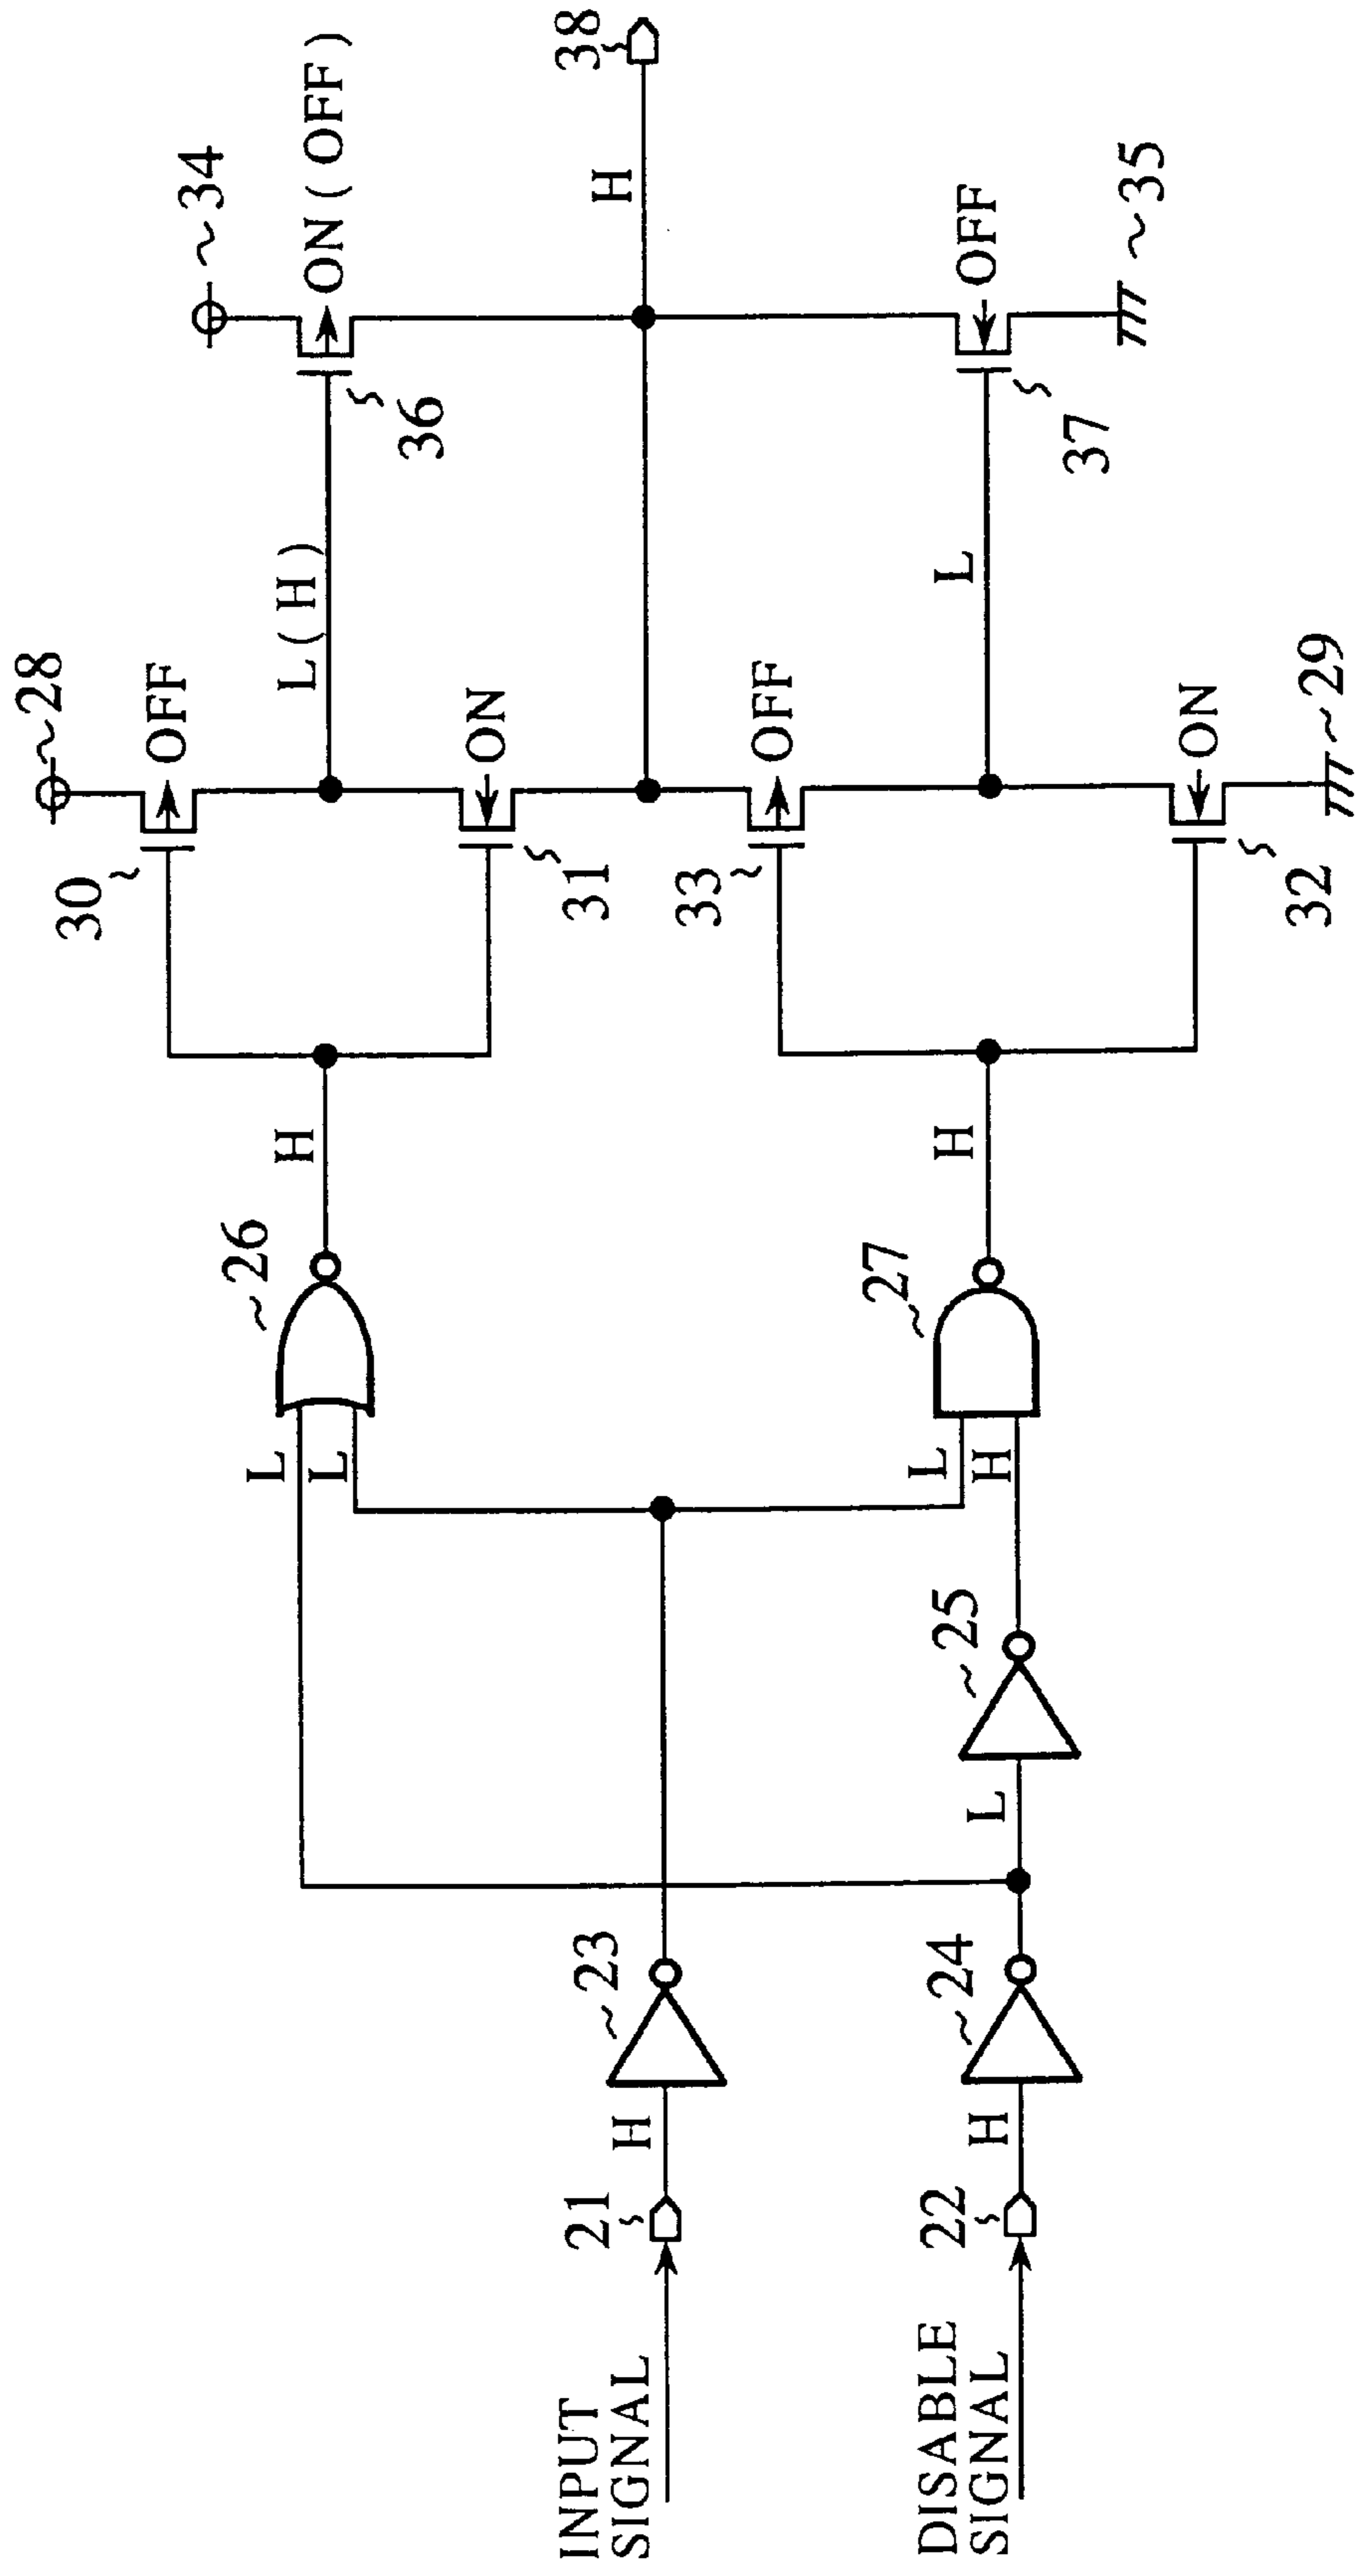 INPUT
SIGNAL
21
H
23
DISABLE
SIGNAL
22
H
24
L
25
L
L
26
H
L
H
27
H
30
28
OFF
31
ON
33
OFF
32
ON
29
L(H)
36
34
ON(OFF)
L
37
OFF
35
H
38